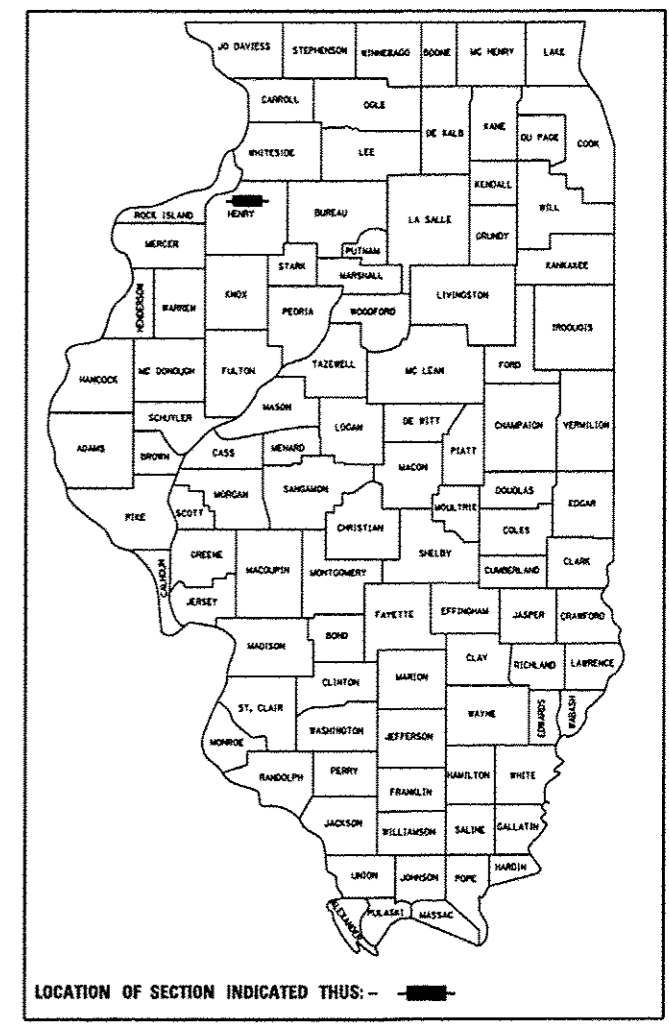 JO DAVIESS STEPHENSON WINNEBAGO BOONE MC HENRY LAKE
CARROLL OGLE DE KALB KANE DU PAGE COOK
WHITESIDE LEE
KENDALL WILL
ROCK ISLAND HENRY BUREAU LA SALLE GRUNDY
MERCER PUTNAM
STARK MARSHALL KANKAKEE
HENDERSON WARREN KNOX PEORIA WOODFORD LIVINGSTON IROQUOIS
TAZEWELL FORD
HANCOCK MC DONOUGH FULTON MC LEAN
MASON
SCHUYLER LOGAN DE WITT CHAMPAIGN VERMILION
ADAMS BROWN CASS MENARD PIATT
MACON
MORGAN SANGAMON DOUGLAS EDGAR
PIKE SCOTT CHRISTIAN MOULTRIE COLES
GREENE MACOUPIN MONTGOMERY SHELBY CUMBERLAND CLARK
CALHOUN JERSEY
FAYETTE EFFINGHAM JASPER CRAWFORD
MADISON BOND
CLAY RICHLAND LAWRENCE
CLINTON MARION
ST. CLAIR WAYNE EDWARDS WABASH
WASHINGTON JEFFERSON
MONROE
RANDOLPH PERRY HAMILTON WHITE
FRANKLIN
JACKSON WILLIAMSON SALINE GALLATIN
UNION JOHNSON POPE HARDIN
ALEXANDER PULASKI MASSAC
LOCATION OF SECTION INDICATED THUS: –